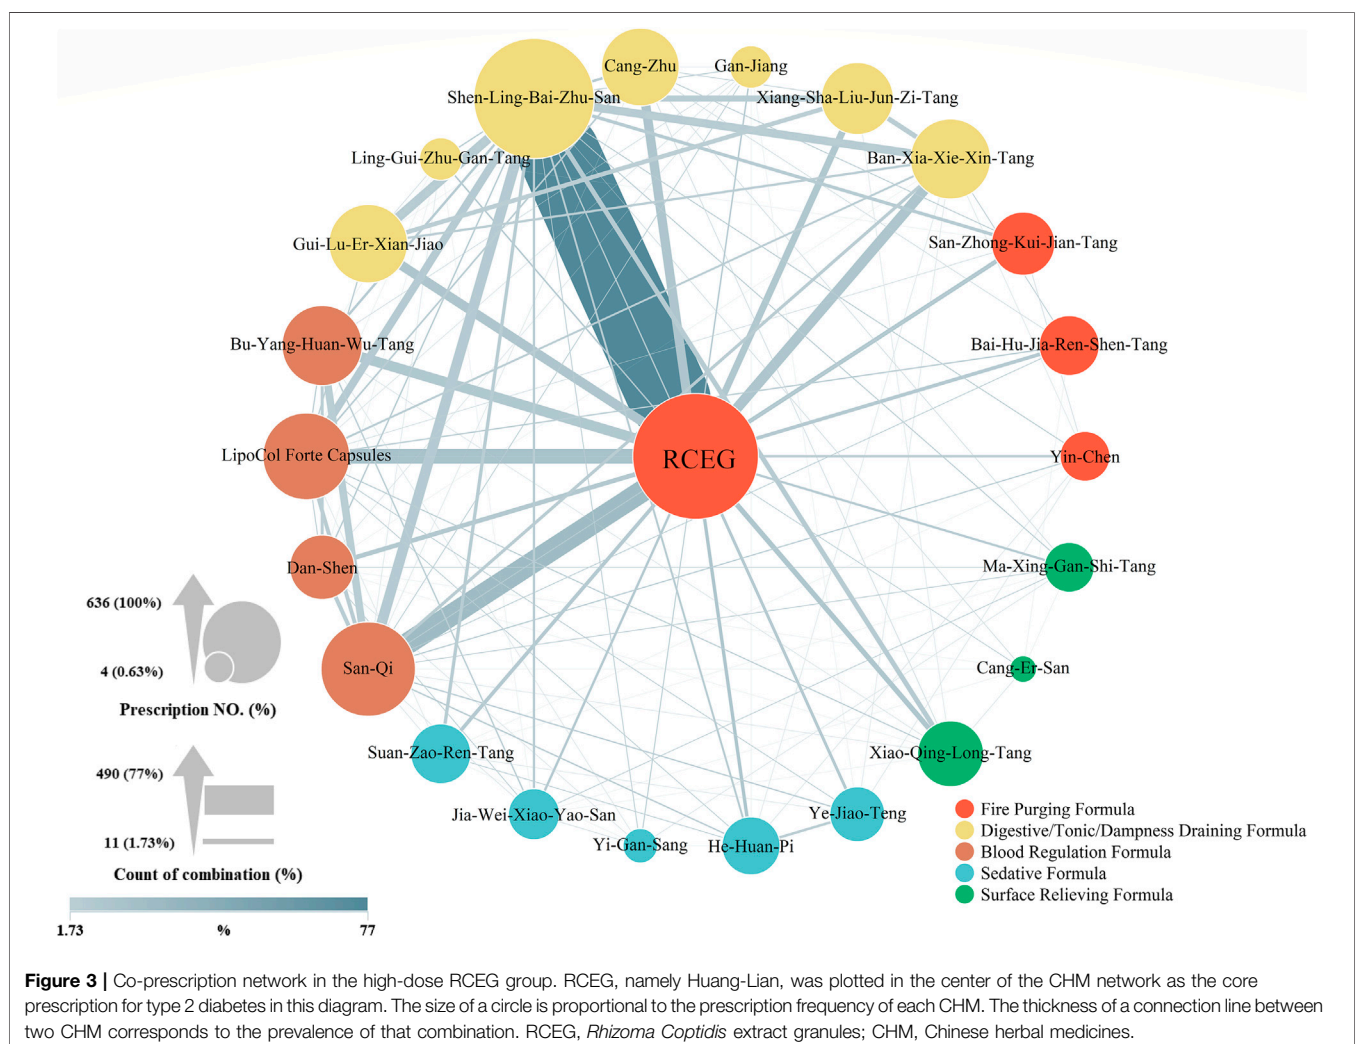 Cang-Zhu
Gan-Jiang
Shen-Ling-Bai-Zhu-San
Xiang-Sha-Liu-Jun-Zi-Tang
Ling-Gui-Zhu-Gan-Tang
Ban-Xia-Xie-Xin-Tang
Gui-Lu-Er-Xian-Jiao
San-Zhong-Kui-Jian-Tang
Bu-Yang-Huan-Wu-Tang
Bai-Hu-Jia-Ren-Shen-Tang
LipoCol Forte Capsules
RCEG
Yin-Chen
Dan-Shen
Ma-Xing-Gan-Shi-Tang
San-Qi
Cang-Er-San
Suan-Zao-Ren-Tang
Xiao-Qing-Long-Tang
Jia-Wei-Xiao-Yao-San
Ye-Jiao-Teng
Yi-Gan-Sang
He-Huan-Pi
636 (100%)
4 (0.63%)
Prescription NO. (%)
490 (77%)
11 (1.73%)
Count of combination (%)
1.73
%
77
Fire Purging Formula
Digestive/Tonic/Dampness Draining Formula
Blood Regulation Formula
Sedative Formula
Surface Relieving Formula
Figure 3 | Co-prescription network in the high-dose RCEG group. RCEG, namely Huang-Lian, was plotted in the center of the CHM network as the core
prescription for type 2 diabetes in this diagram. The size of a circle is proportional to the prescription frequency of each CHM. The thickness of a connection line between
two CHM corresponds to the prevalence of that combination. RCEG, Rhizoma Coptidis extract granules; CHM, Chinese herbal medicines.